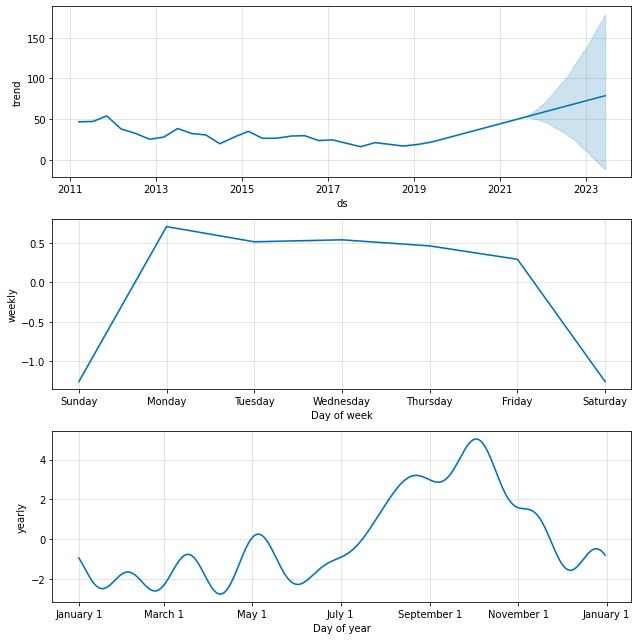 trend
150
100
50
0
2011 2013 2015 2017 2019 2021 2023
ds
weekly
0.5
0.0
−0.5
−1.0
Sunday Monday Tuesday Wednesday Thursday Friday Saturday
Day of week
yearly
4
2
0
−2
January 1 March 1 May 1 July 1 September 1 November 1 January 1
Day of year